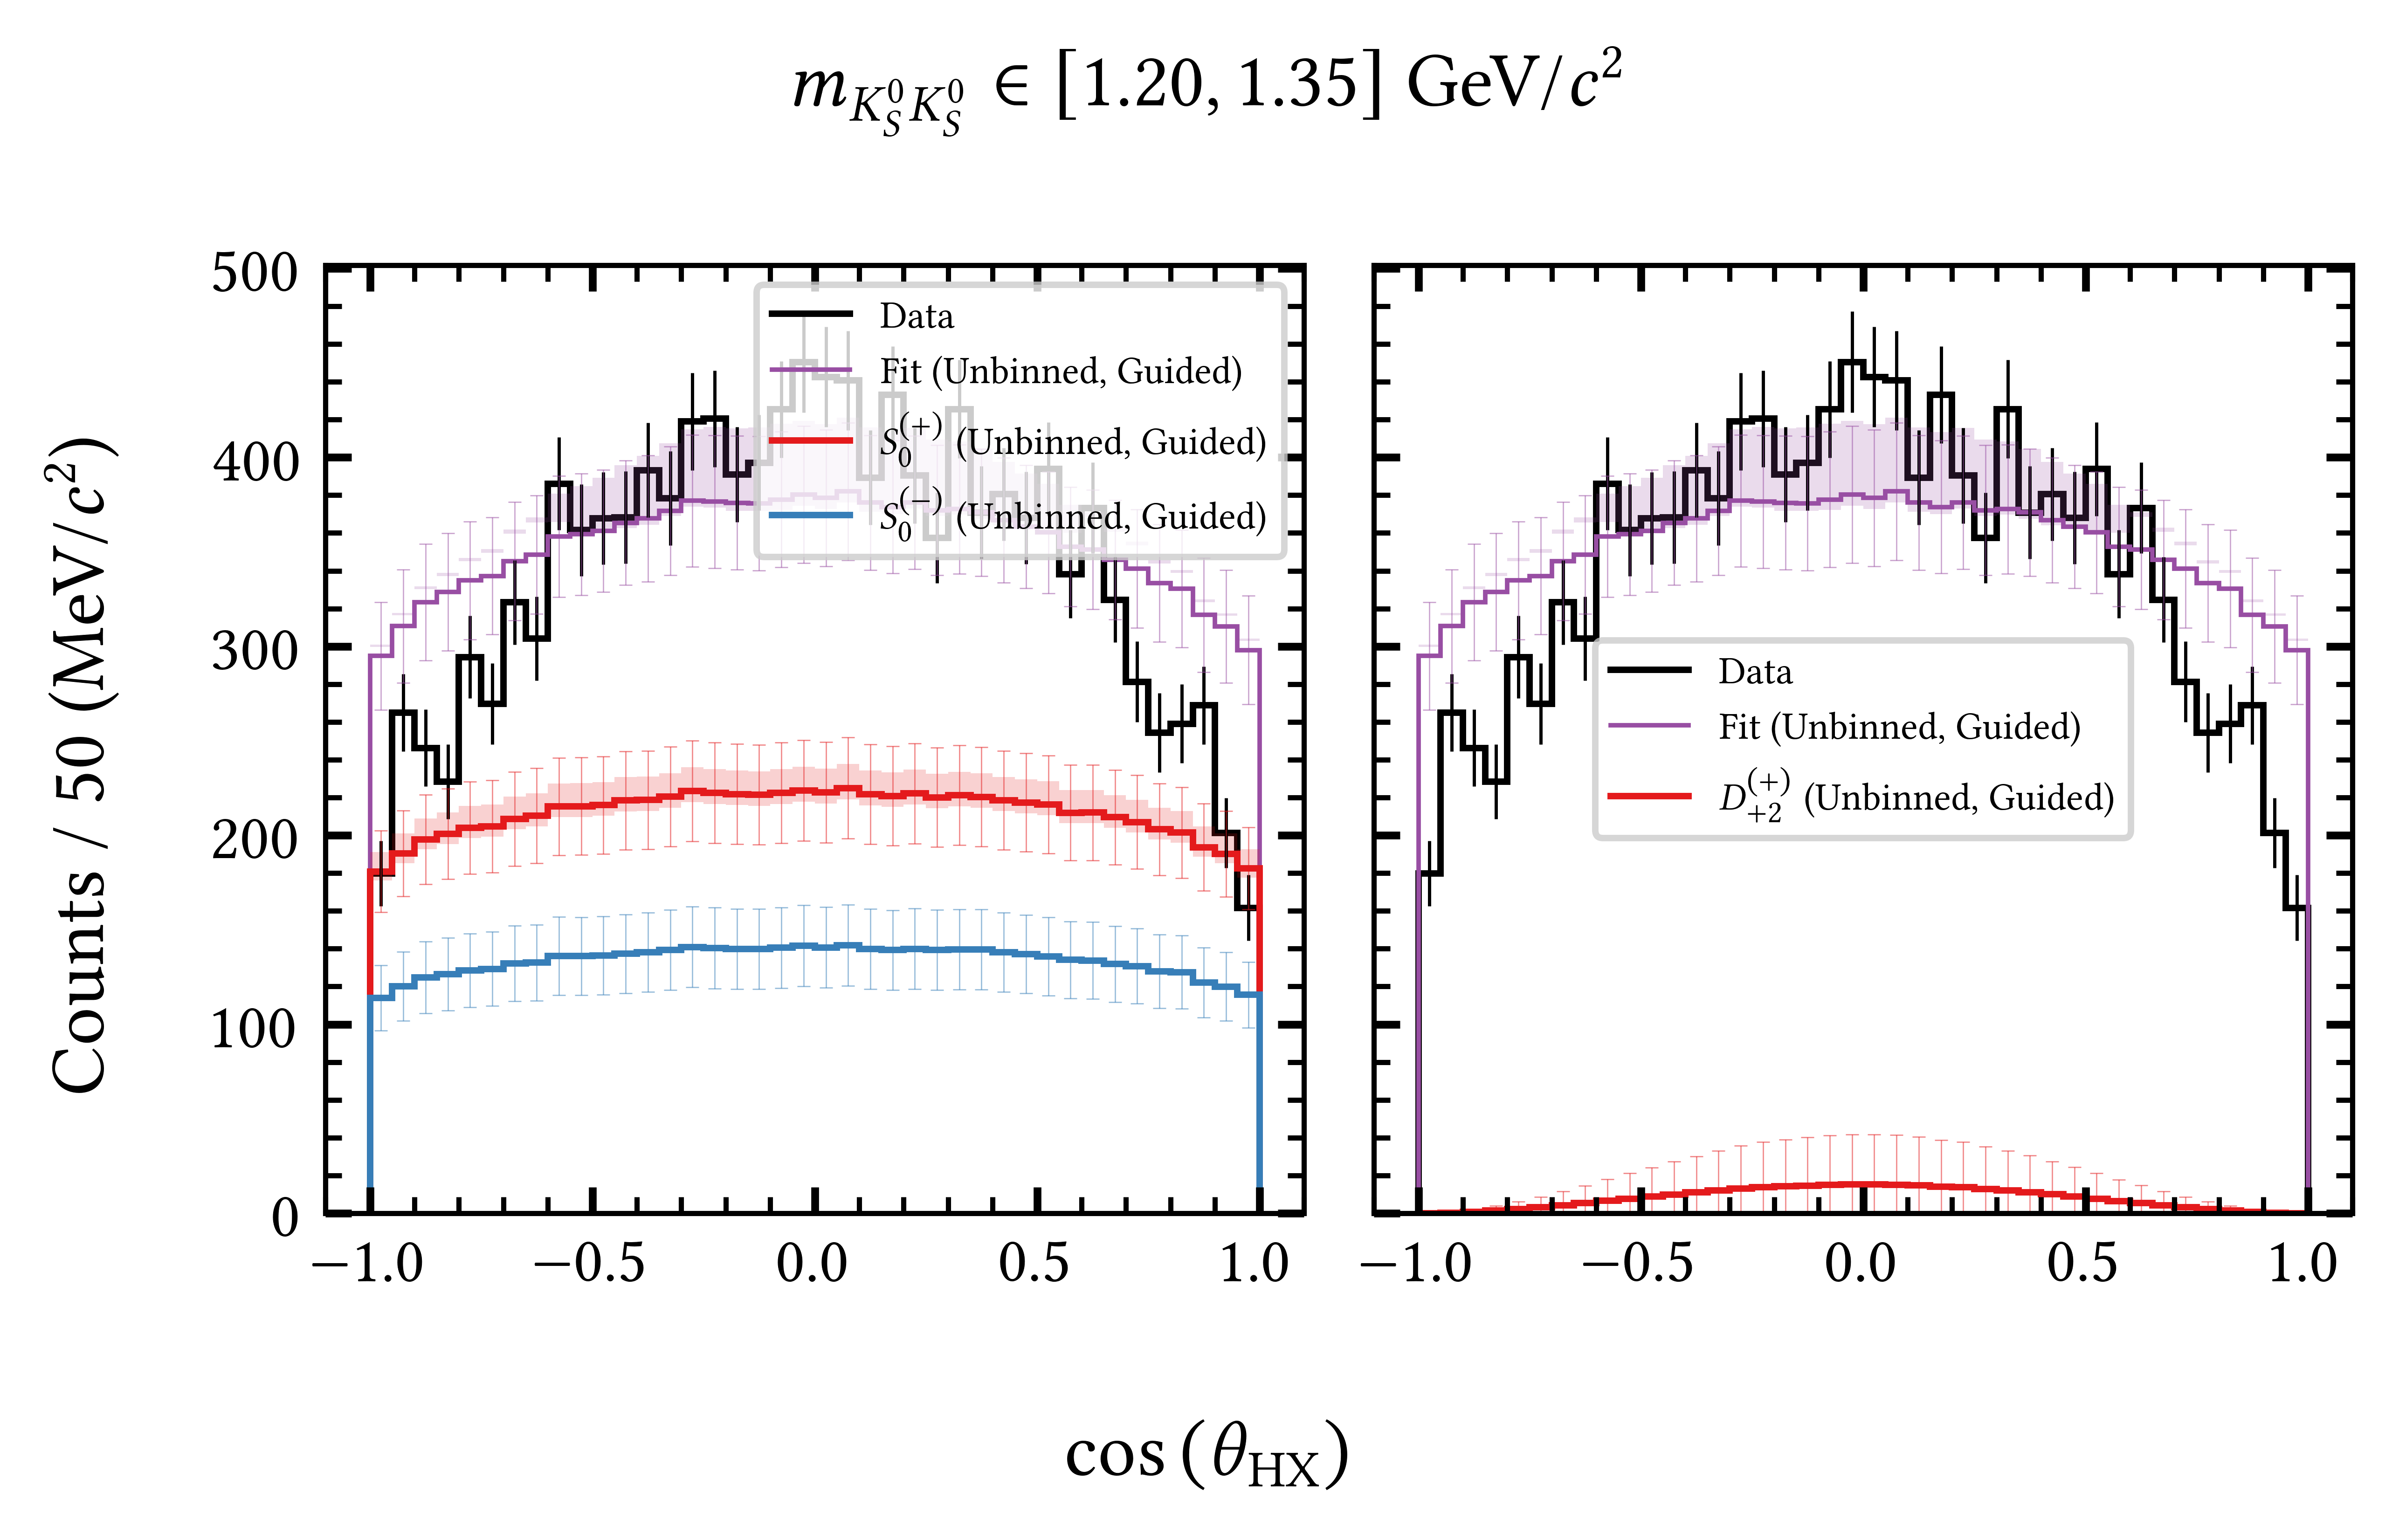 m_{K_S^0 K_S^0} ∈ [1.20, 1.35] GeV/c²
Counts / 50 (MeV/c²)
500
400
300
200
100
0
Data
Fit (Unbinned, Guided)
S_0^{(+)} (Unbinned, Guided)
S_0^{(−)} (Unbinned, Guided)
−1.0 −0.5 0.0 0.5 1.0
Data
Fit (Unbinned, Guided)
D_{+2}^{(+)} (Unbinned, Guided)
−1.0 −0.5 0.0 0.5 1.0
cos (θ_{HX})